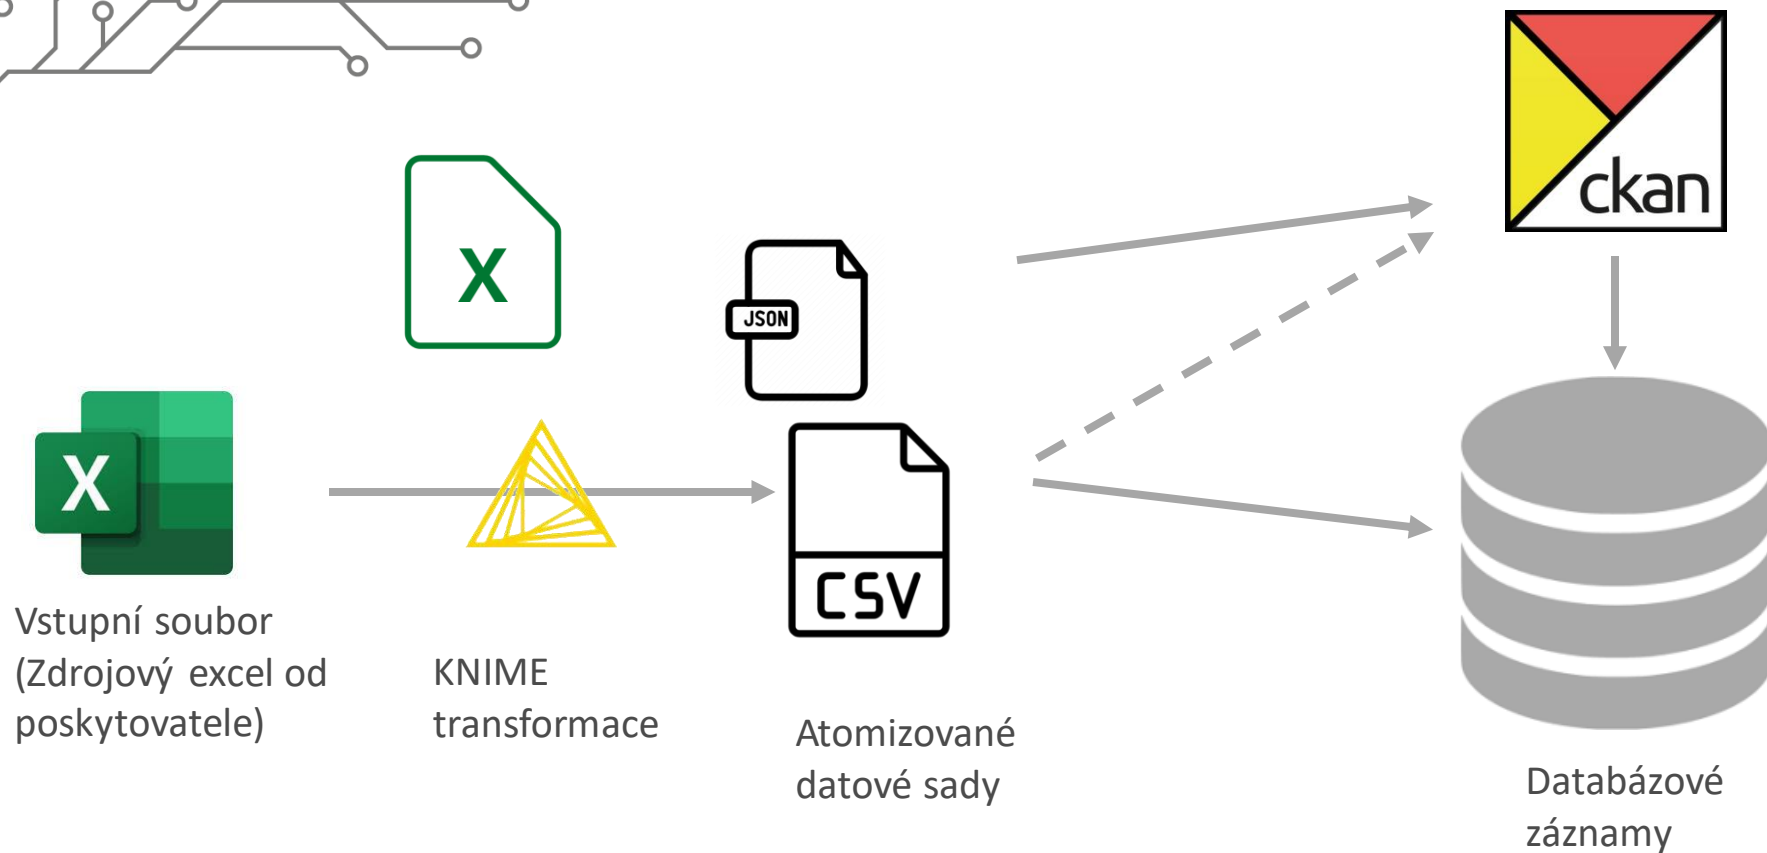 ckan
X
JSON
X
CSV
Vstupní soubor
(Zdrojový excel od
poskytovatele)
KNIME
transformace
Atomizované
datové sady
Databázové
záznamy